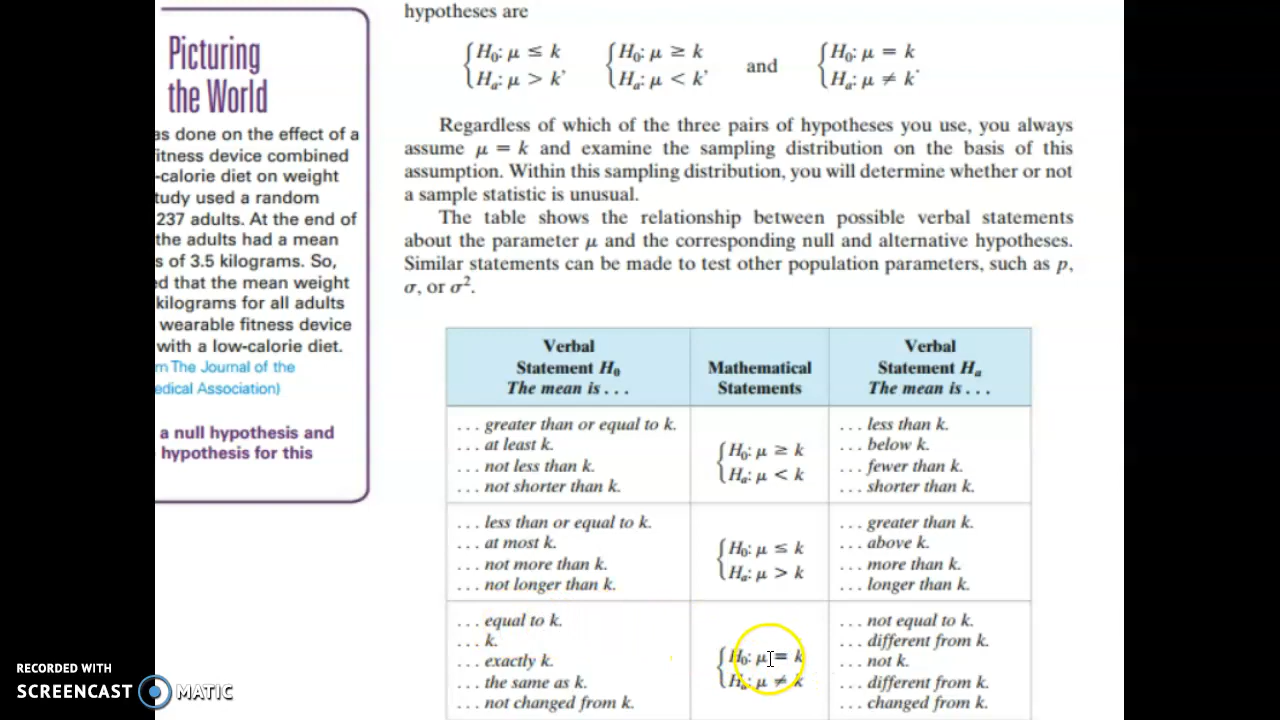 hypotheses are
{H₀: μ ≤ k {H₀: μ ≥ k {H₀: μ = k
Hₐ: μ > k, Hₐ: μ < k, and Hₐ: μ ≠ k.
Regardless of which of the three pairs of hypotheses you use, you always
assume μ = k and examine the sampling distribution on the basis of this
assumption. Within this sampling distribution, you will determine whether or not
a sample statistic is unusual.
The table shows the relationship between possible verbal statements
about the parameter μ and the corresponding null and alternative hypotheses.
Similar statements can be made to test other population parameters, such as p,
σ, or σ².
Picturing
the World
as done on the effect of a
fitness device combined
-calorie diet on weight
tudy used a random
237 adults. At the end of
the adults had a mean
s of 3.5 kilograms. So,
ed that the mean weight
kilograms for all adults
wearable fitness device
with a low-calorie diet.
m The Journal of the
edical Association)
a null hypothesis and
hypothesis for this
Verbal
Statement H₀
The mean is . . .
Mathematical
Statements
Verbal
Statement Hₐ
The mean is . . .
. . . greater than or equal to k.
. . . at least k.
. . . not less than k.
. . . not shorter than k.
{H₀: μ ≥ k
Hₐ: μ < k
. . . less than k.
. . . below k.
. . . fewer than k.
. . . shorter than k.
. . . less than or equal to k.
. . . at most k.
. . . not more than k.
. . . not longer than k.
{H₀: μ ≤ k
Hₐ: μ > k
. . . greater than k.
. . . above k.
. . . more than k.
. . . longer than k.
. . . equal to k.
. . . k.
. . . exactly k.
. . . the same as k.
. . . not changed from k.
{H₀: μ = k
Hₐ: μ ≠ k
. . . not equal to k.
. . . different from k.
. . . not k.
. . . different from k.
. . . changed from k.
RECORDED WITH
SCREENCAST MATIC